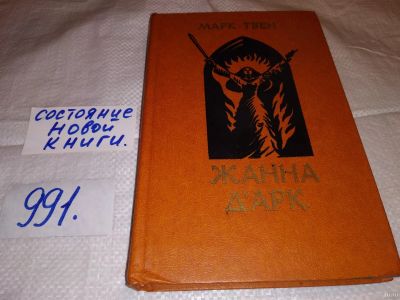 МАРК ТВЕН
ЖАННА
Д'АРК
состояние
новой
книги.
991.